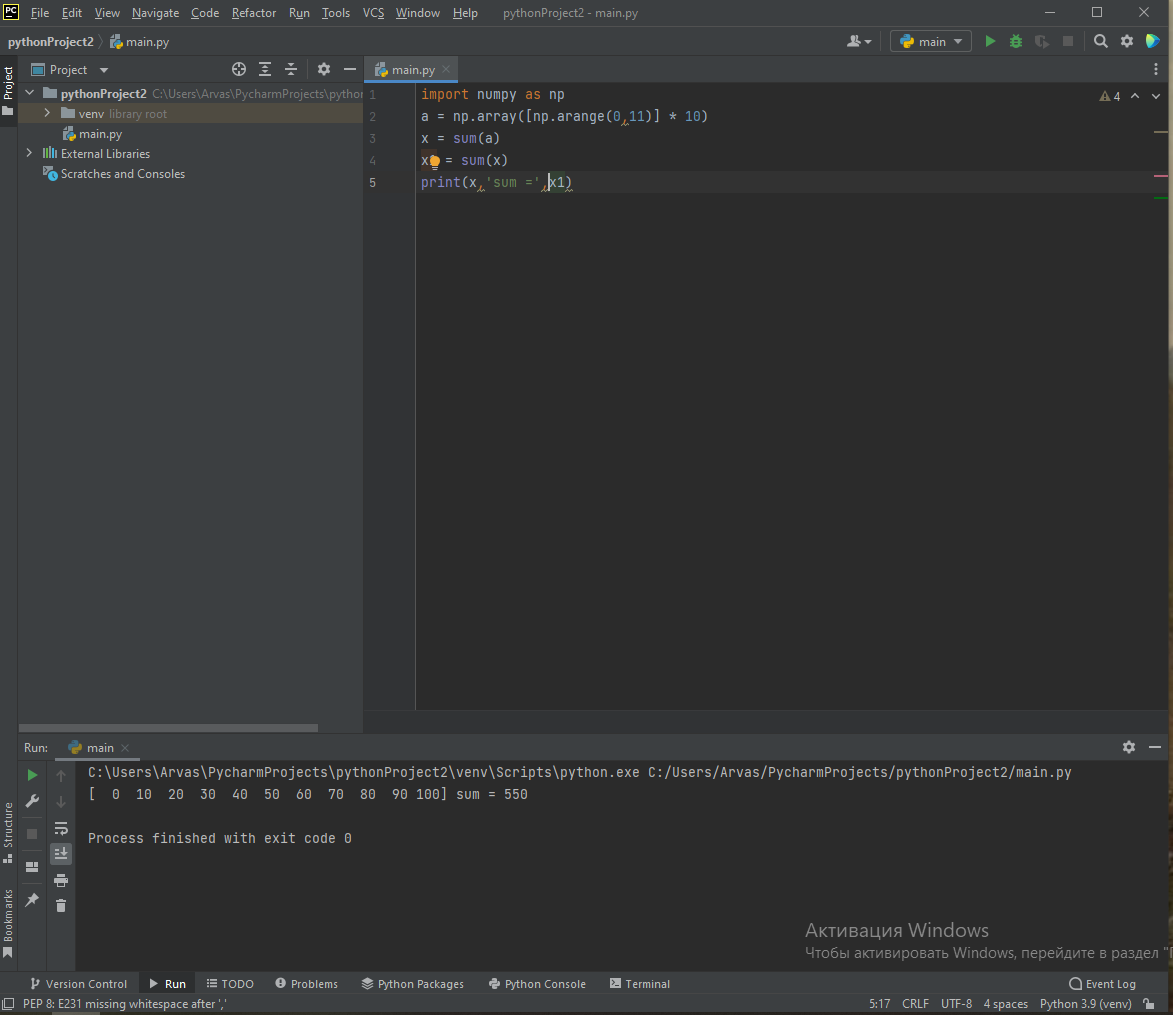 PC File Edit View Navigate Code Refactor Run Tools VCS Window Help pythonProject2 - main.py
pythonProject2 main.py main
Project Project main.py
pythonProject2 C:\Users\Arvas\PycharmProjects\python
venv library root
main.py
External Libraries
Scratches and Consoles
1 import numpy as np
2 a = np.array([np.arange(0,11)] * 10)
3 x = sum(a)
4 x = sum(x)
5 print(x,'sum =',x1)
4
Run: main
C:\Users\Arvas\PycharmProjects\pythonProject2\venv\Scripts\python.exe C:/Users/Arvas/PycharmProjects/pythonProject2/main.py
[  0  10  20  30  40  50  60  70  80  90 100] sum = 550
Process finished with exit code 0
Structure
Bookmarks
Активация Windows
Чтобы активировать Windows, перейдите в раздел "
Version Control Run TODO Problems Python Packages Python Console Terminal Event Log
PEP 8: E231 missing whitespace after ',' 5:17 CRLF UTF-8 4 spaces Python 3.9 (venv)